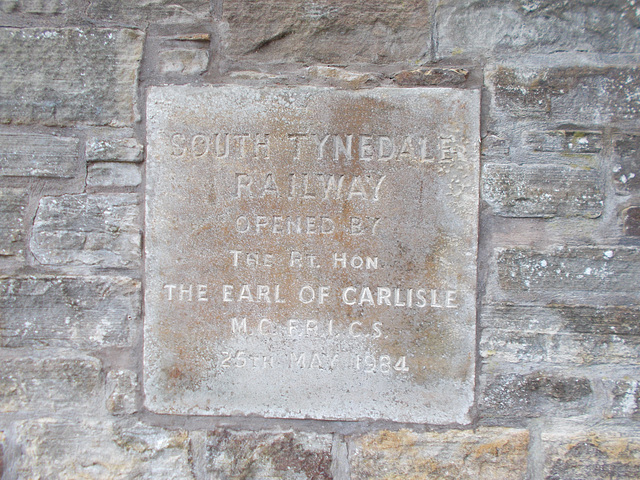 SOUTH TYNEDALE
RAILWAY
OPENED BY
THE RT. HON.
THE EARL OF CARLISLE
M.C. F.R.I.C.S.
25TH MAY 1984